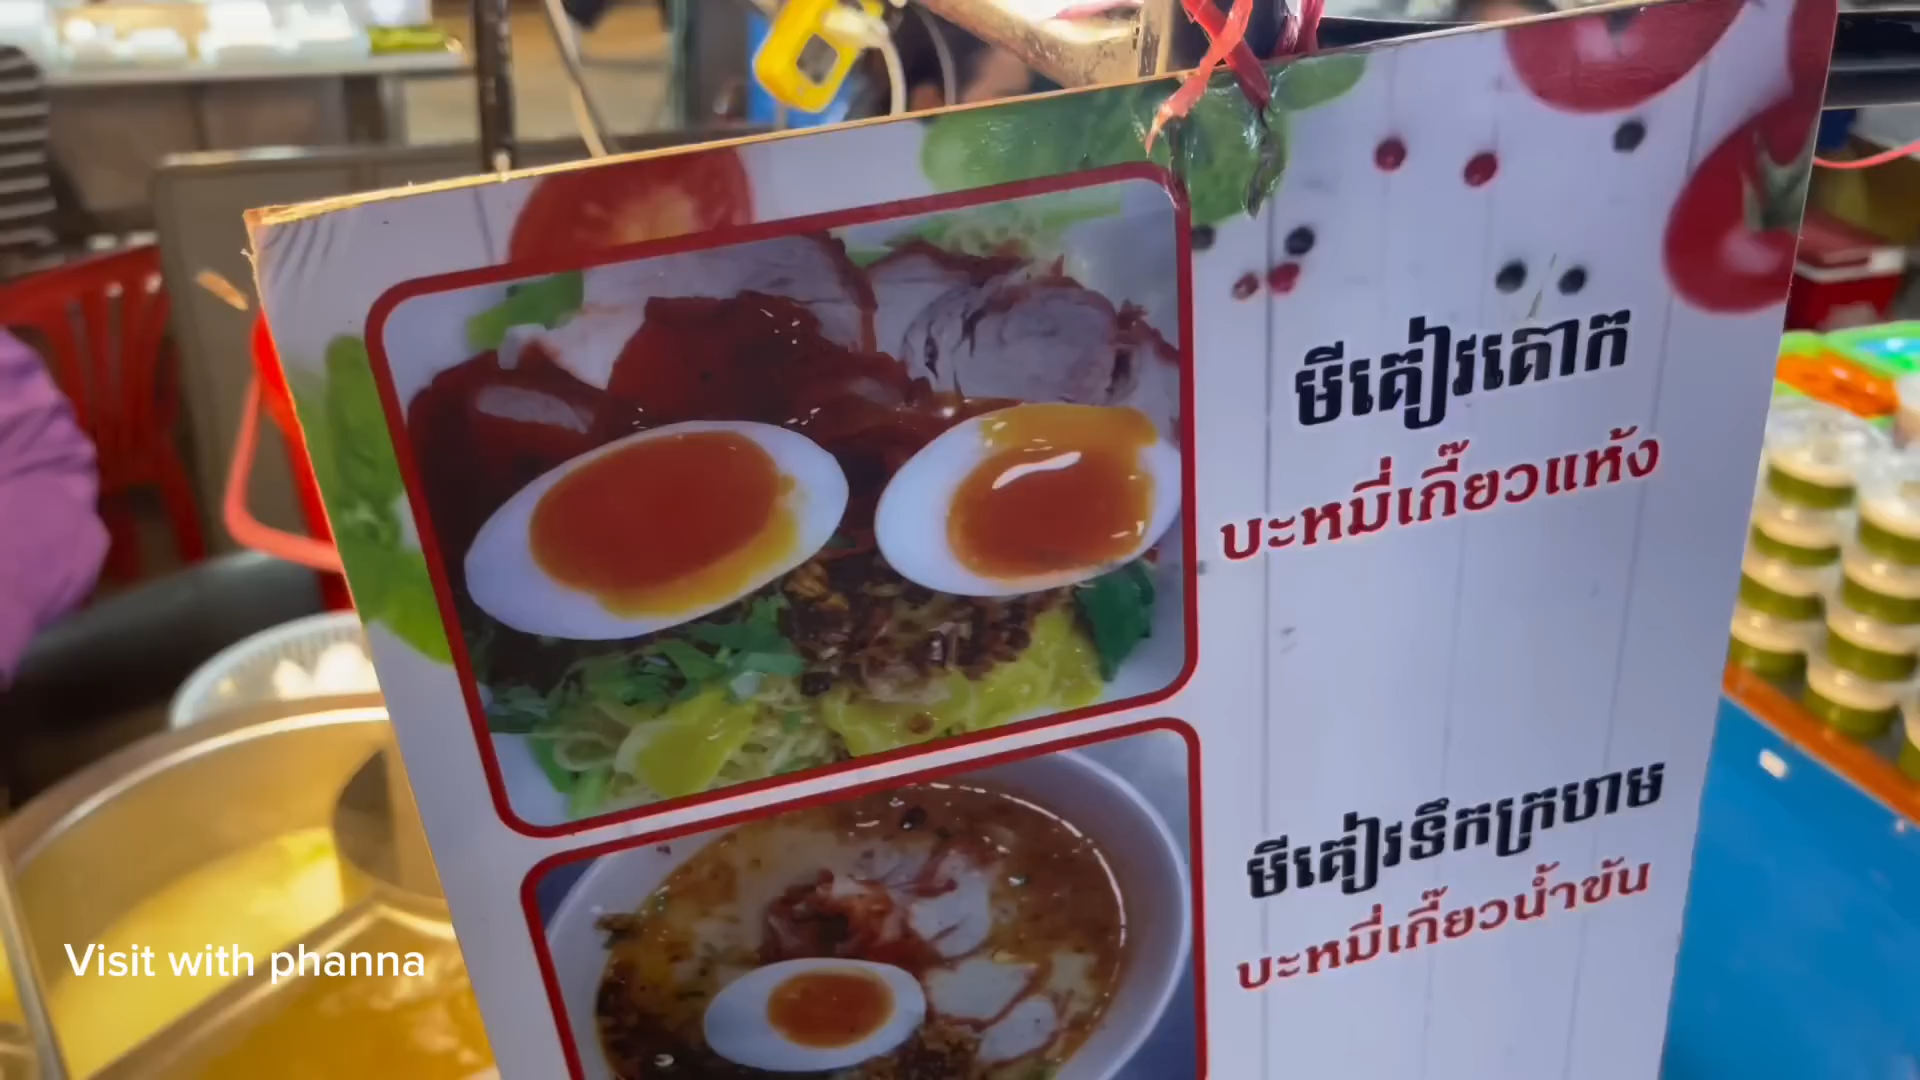 មីគៀវគោក
บะหมี่เกี๊ยวแห้ง
មីគៀវទឹកក្រហាម
บะหมี่เกี๊ยวน้ำข้น
Visit with phanna